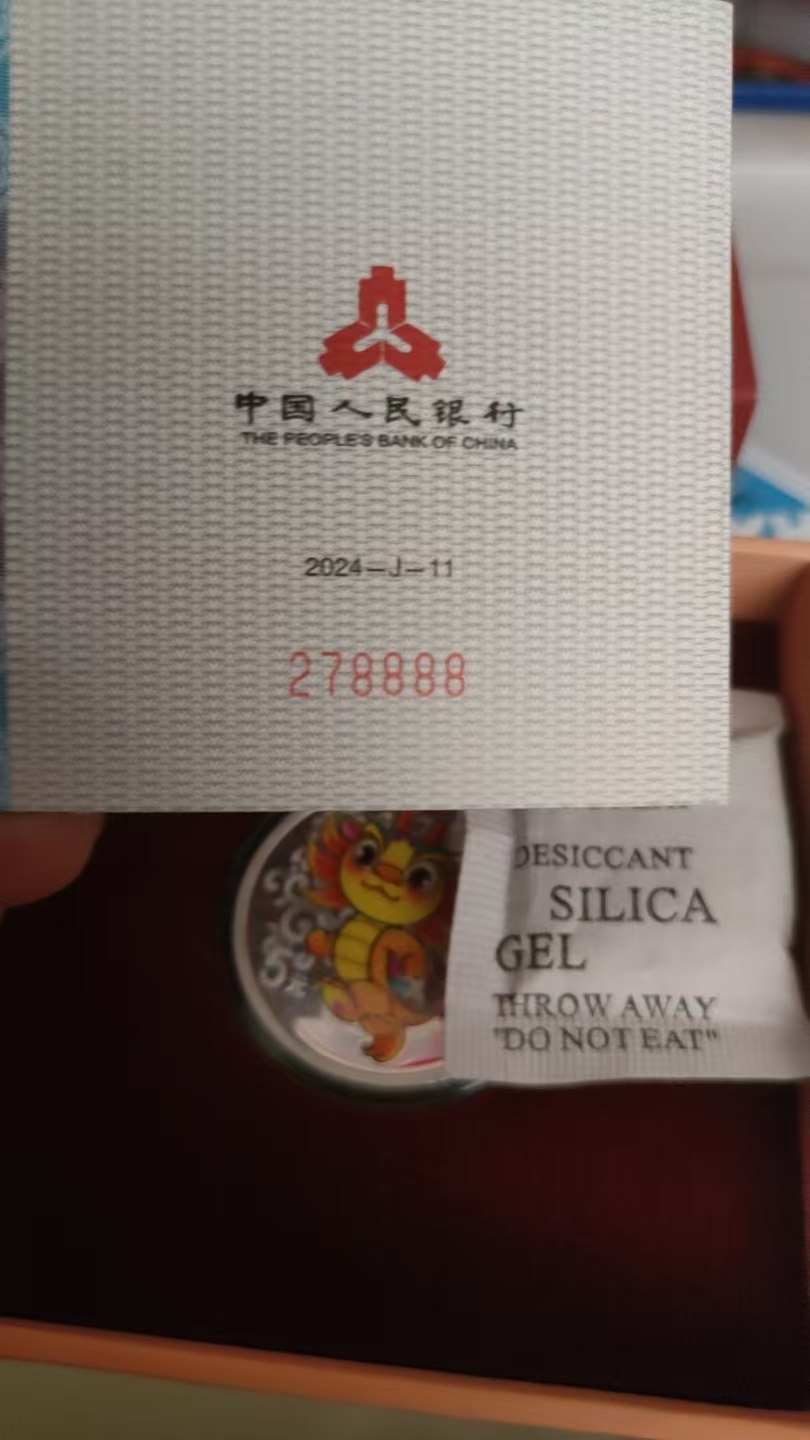 中国人民银行
THE PEOPLE'S BANK OF CHINA
2024-J-11
278888
DESICCANT
SILICA
GEL
THROW AWAY
"DO NOT EAT"